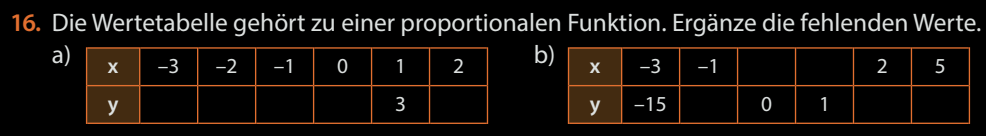 16. Die Wertetabelle gehört zu einer proportionalen Funktion. Ergänze die fehlenden Werte.
a)
x –3 –2 –1 0 1 2
y 3
b)
x –3 –1 2 5
y –15 0 1